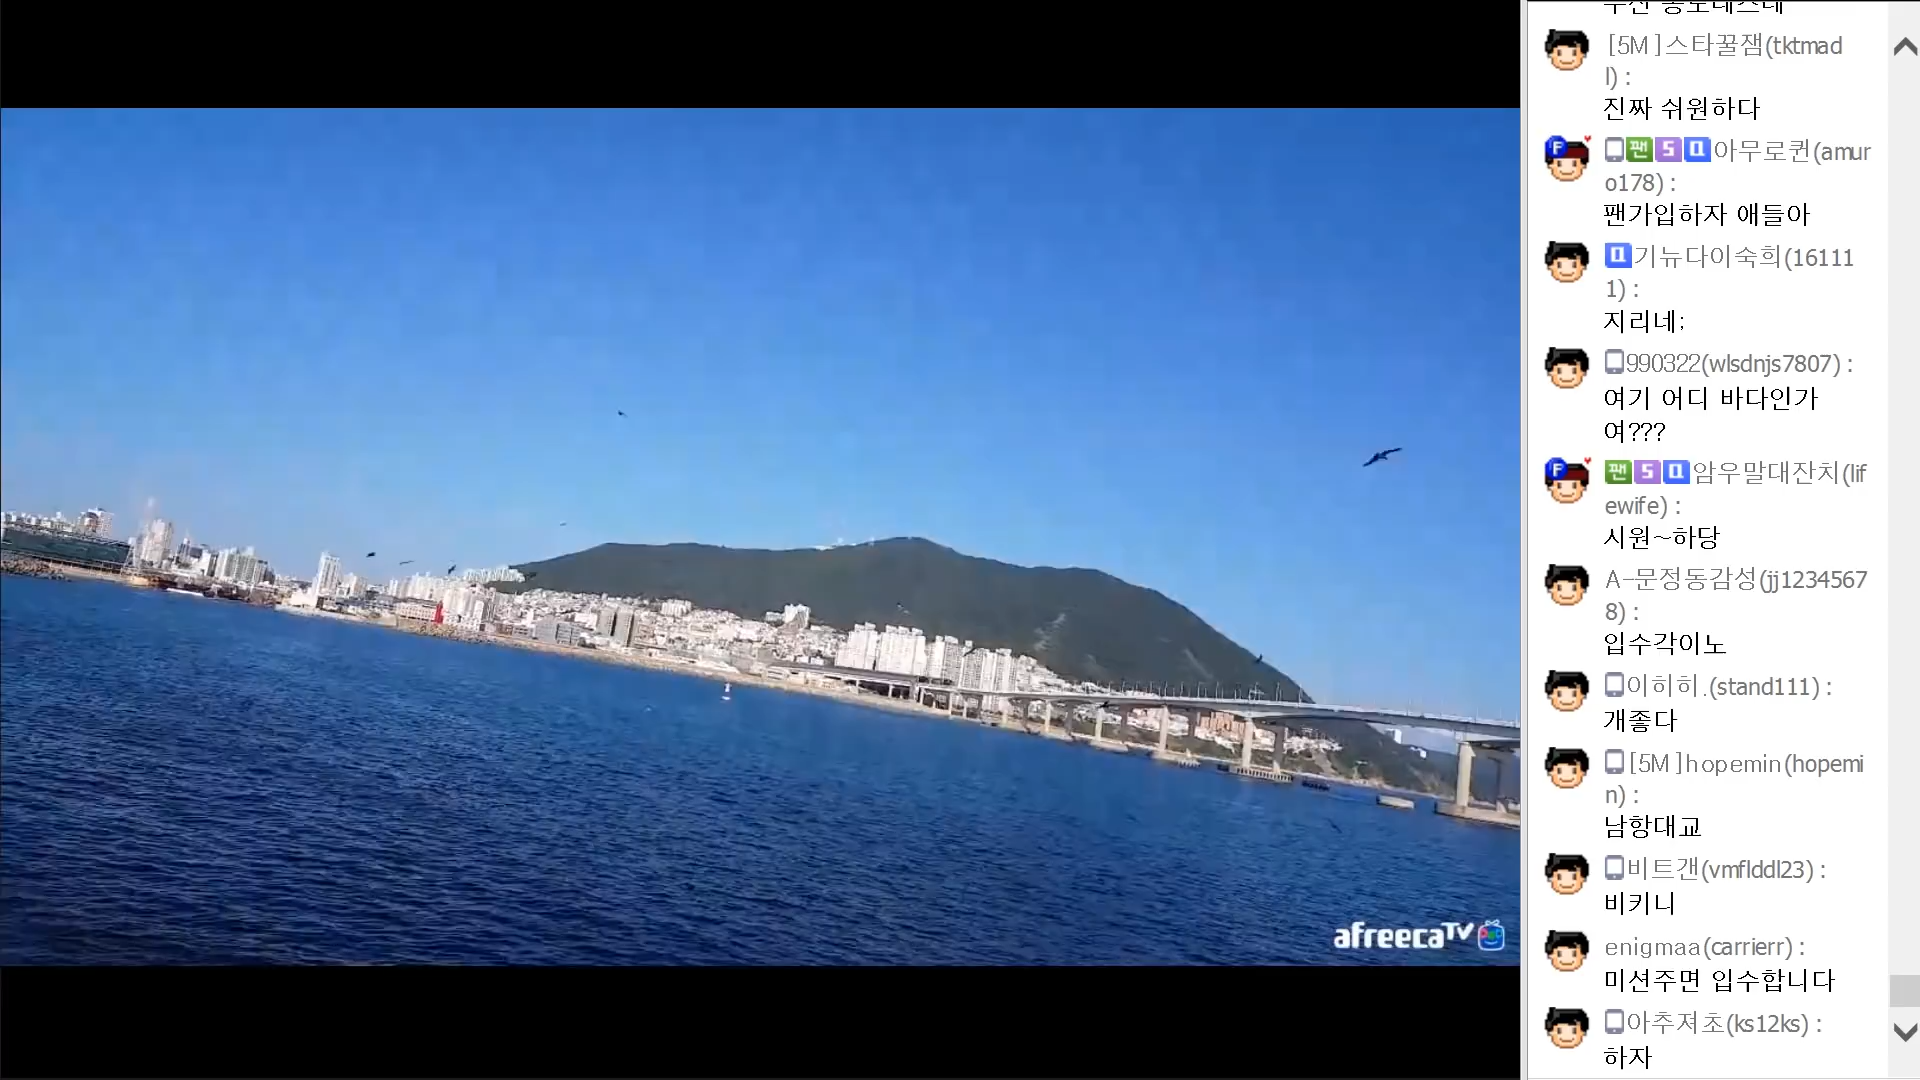 [5M]스타꿀잼(tktmad
l) :
진짜 쉬원하다
팬 5 아무로퀸(amur
o178) :
팬가입하자 애들아
기뉴다이숙희(16111
1) :
지리네;
990322(wlsdnjs7807) :
여기 어디 바다인가
여???
팬 5 암우말대잔치(lif
ewife) :
시원~하당
A-문정동감성(jj1234567
8) :
입수각이노
이히히.(stand111) :
개좋다
[5M]hopemin(hopemi
n) :
남항대교
비트갠(vmflddl23) :
비키니
enigmaa(carrierr) :
미션주면 입수합니다
아추져초(ks12ks) :
하자
afreecaTV